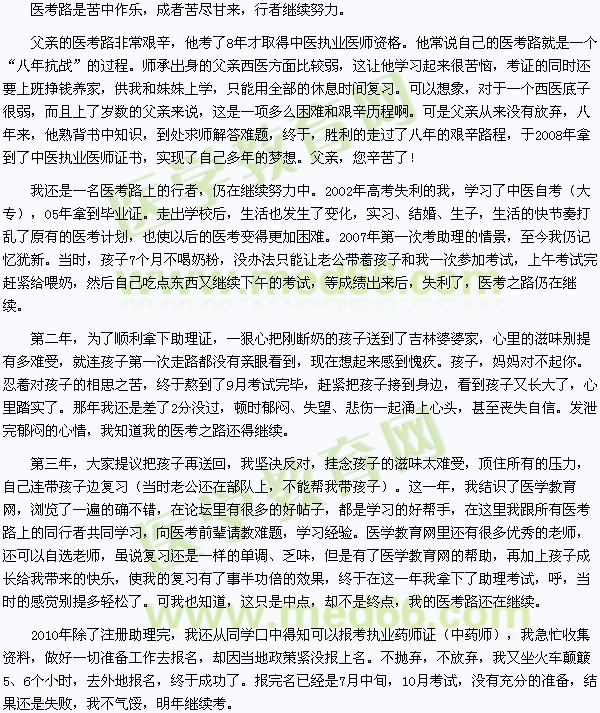 医考路是苦中作乐，成者苦尽甘来，行者继续努力。
父亲的医考路非常艰辛，他考了8年才取得中医执业医师资格。他常说自己的医考路就是一个
“八年抗战”的过程。师承出身的父亲西医方面比较弱，这让他学习起来很苦恼，考证的同时还
要上班挣钱养家，供我和妹妹上学，只能用全部的休息时间复习。可以想象，对于一个西医底子
很弱，而且上了岁数的父亲来说，这是一项多么困难和艰辛历程啊。可是父亲从来没有放弃，八
年来，他熟背书中知识，到处求师解答难题，终于，胜利的走过了八年的艰辛路程，于2008年拿
到了中医执业医师证书，实现了自己多年的梦想。父亲，您辛苦了！
我还是一名医考路上的行者，仍在继续努力中。2002年高考失利的我，学习了中医自考（大
专），05年拿到毕业证。走出学校后，生活也发生了变化，实习、结婚、生子，生活的快节奏打
乱了原有的医考计划，也使以后的医考变得更加困难。2007年第一次考助理的情景，至今我仍记
忆犹新。当时，孩子7个月不喝奶粉，没办法只能让老公带着孩子和我一次参加考试，上午考试完
赶紧给喂奶，然后自己吃点东西又继续下午的考试，等成绩出来后，失利了，医考之路仍在继
续。
第二年，为了顺利拿下助理证，一狠心把刚断奶的孩子送到了吉林婆婆家，心里的滋味别提
有多难受，就连孩子第一次走路都没有亲眼看到，现在想起来感到愧疚。孩子，妈妈对不起你。
忍着对孩子的相思之苦，终于熬到了9月考试完毕，赶紧把孩子接到身边，看到孩子又长大了，心
里踏实了。那年我还是差了2分没过，顿时郁闷、失望、悲伤一起涌上心头，甚至丧失自信。发泄
完郁闷的心情，我知道我的医考之路还得继续。
第三年，大家提议把孩子再送回，我坚决反对，挂念孩子的滋味太难受，顶住所有的压力，
自己连带孩子边复习（当时老公还在部队上，不能帮我带孩子）。这一年，我结识了医学教育
网，浏览了一遍的确不错，在论坛里有很多的好帖子，都是学习的好帮手，在这里我跟所有医考
路上的同行者共同学习，向医考前辈请教难题，学习经验。医学教育网里还有很多优秀的老师，
还可以自选老师，虽说复习还是一样的单调、乏味，但是有了医学教育网的帮助，再加上孩子成
长给我带来的快乐，使我的复习有了事半功倍的效果，终于在这一年我拿下了助理考试，呼，当
时的感觉别提多轻松了。可我也知道，这只是中点，却不是终点，我的医考路还在继续。
2010年除了注册助理完，我还从同学口中得知可以报考执业药师证（中药师），我急忙收集
资料，做好一切准备工作去报名，却因当地政策紧没报上名。不抛弃，不放弃，我又坐火车颠簸
5、6个小时，去外地报名，终于成功了。报完名已经是7月中旬，10月考试，没有充分的准备，结
果还是失败，我不气馁，明年继续考。
医学教育网
www.med66.com
医学教育网
www.med66.com